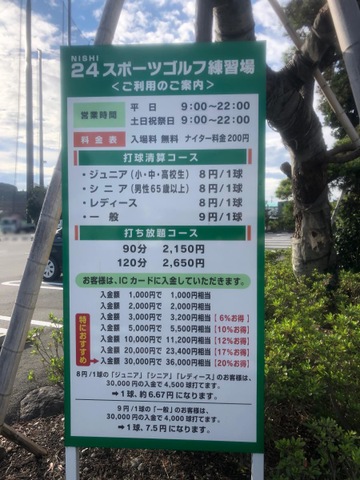 NISHI
24スポーツゴルフ練習場
＜ご利用のご案内＞
営業時間 平 日 9:00〜22:00
土日祝祭日 9:00〜22:00
料金表 入場料 無料 ナイター料金 200円
打球清算コース
・ジュニア(小・中・高校生) 8円/1球
・シニア(男性65歳以上) 8円/1球
・レディース 8円/1球
・一 般 9円/1球
打ち放題コース
90分 2,150円
120分 2,650円
お客様は、ICカードに入金していただきます。
入金額 1,000円で 1,000円相当
入金額 2,000円で 2,000円相当
入金額 3,000円で 3,200円相当【6%お得】
入金額 5,000円で 5,500円相当【10%お得】
入金額 10,000円で 11,200円相当【12%お得】
入金額 20,000円で 23,400円相当【17%お得】
入金額 30,000円で 36,000円相当【20%お得】
特におすすめ
8円/1球の「ジュニア」「シニア」「レディース」のお客様は、
30,000円の入金で4,500球打てます。
→1球、約6.67円になります。
9円/1球の「一般」のお客様は、
30,000円の入金で4,000球打てます。
→1球、7.5円になります。